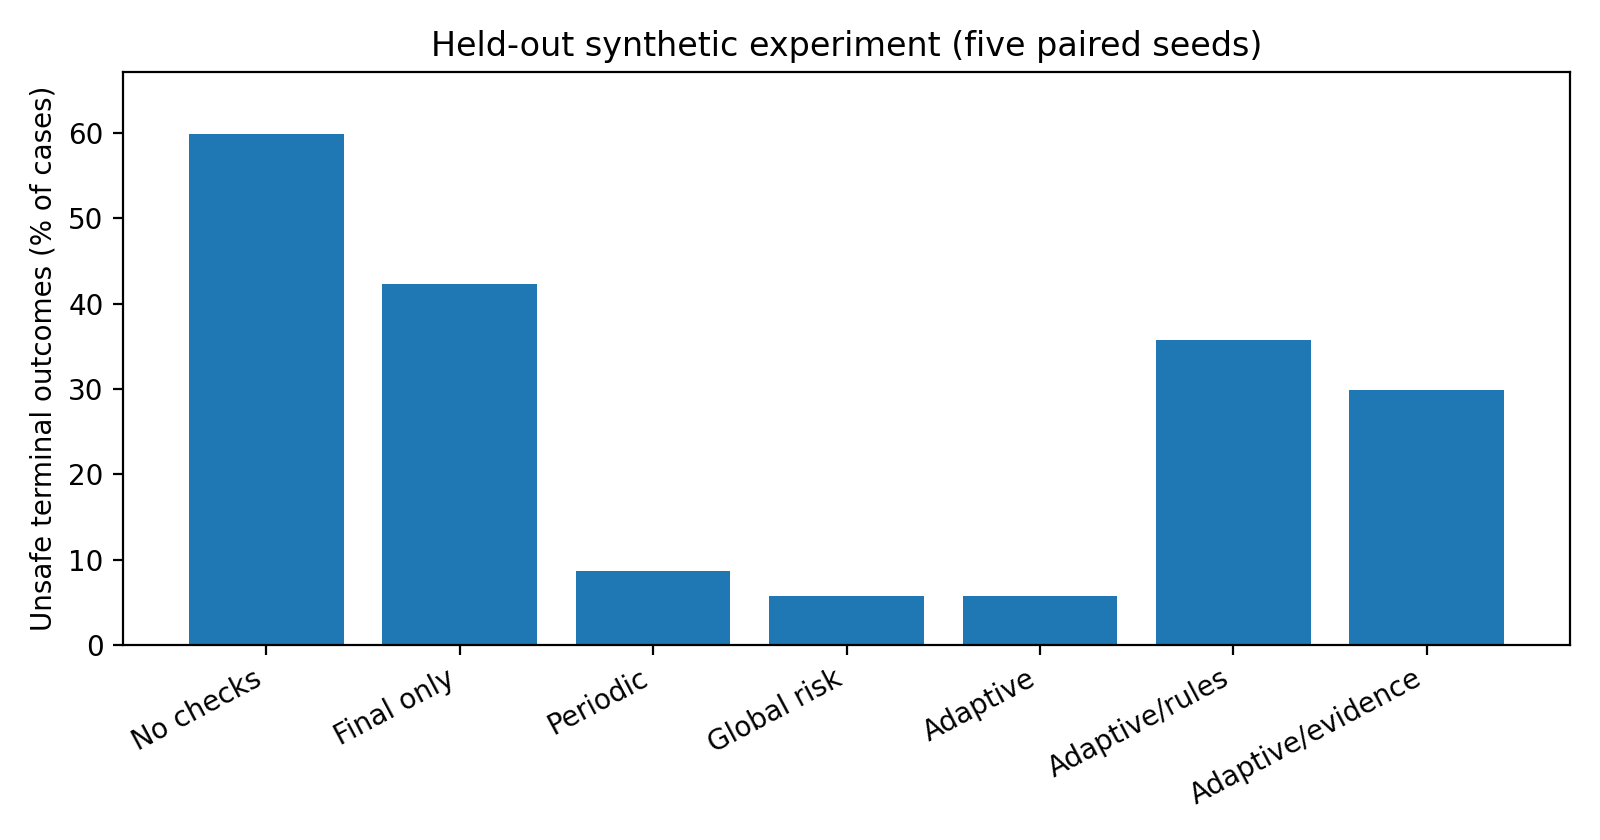 Held-out synthetic experiment (five paired seeds)
Unsafe terminal outcomes (% of cases)
60
50
40
30
20
10
0
No checks
Final only
Periodic
Global risk
Adaptive
Adaptive/rules
Adaptive/evidence